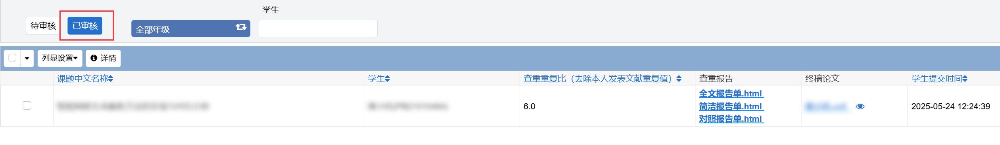 学生
待审核 已审核 全部年级
列显设置 详情
课题中文名称 学生 查重重复比（去除本人发表文献重复值） 查重报告 终稿论文 学生提交时间
全文报告单.html
6.0 简洁报告单.html 2025-05-24 12:24:39
对照报告单.html